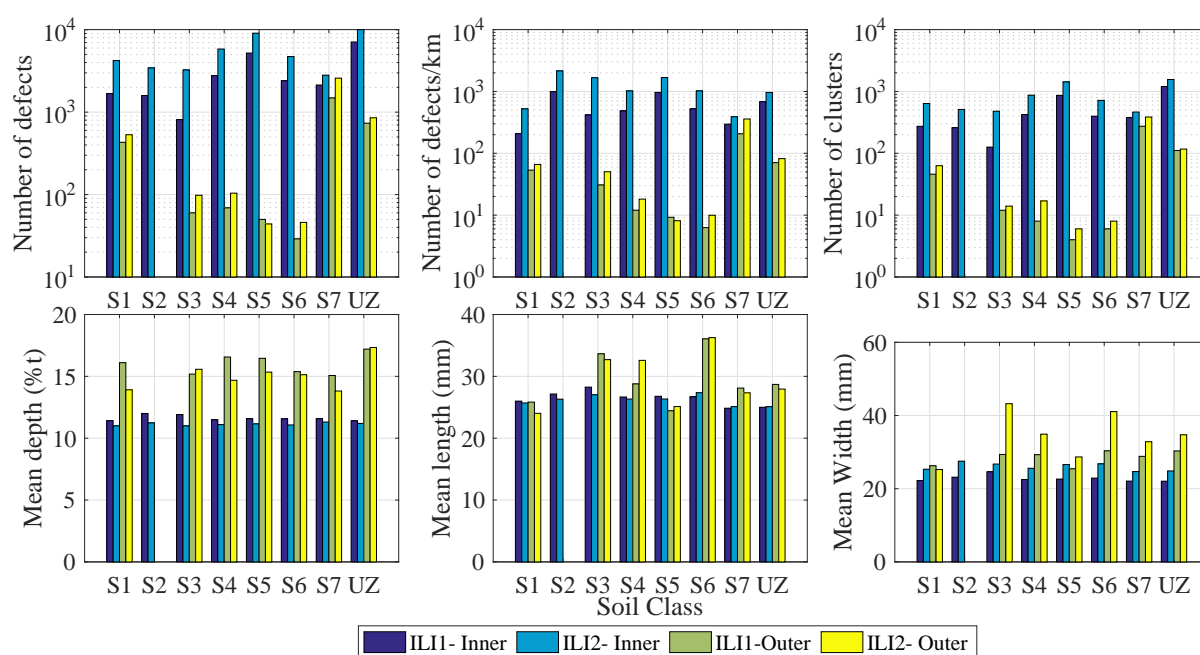 Number of defects
10^4
10^3
10^2
10^1
S1 S2 S3 S4 S5 S6 S7 UZ
Number of defects/km
10^4
10^3
10^2
10^1
10^0
S1 S2 S3 S4 S5 S6 S7 UZ
Number of clusters
10^4
10^3
10^2
10^1
10^0
S1 S2 S3 S4 S5 S6 S7 UZ
Mean depth (%t)
20
15
10
5
0
S1 S2 S3 S4 S5 S6 S7 UZ
Mean length (mm)
40
30
20
10
0
S1 S2 S3 S4 S5 S6 S7 UZ
Mean Width (mm)
60
40
20
0
S1 S2 S3 S4 S5 S6 S7 UZ
Soil Class
ILI1- Inner ILI2- Inner ILI1-Outer ILI2- Outer